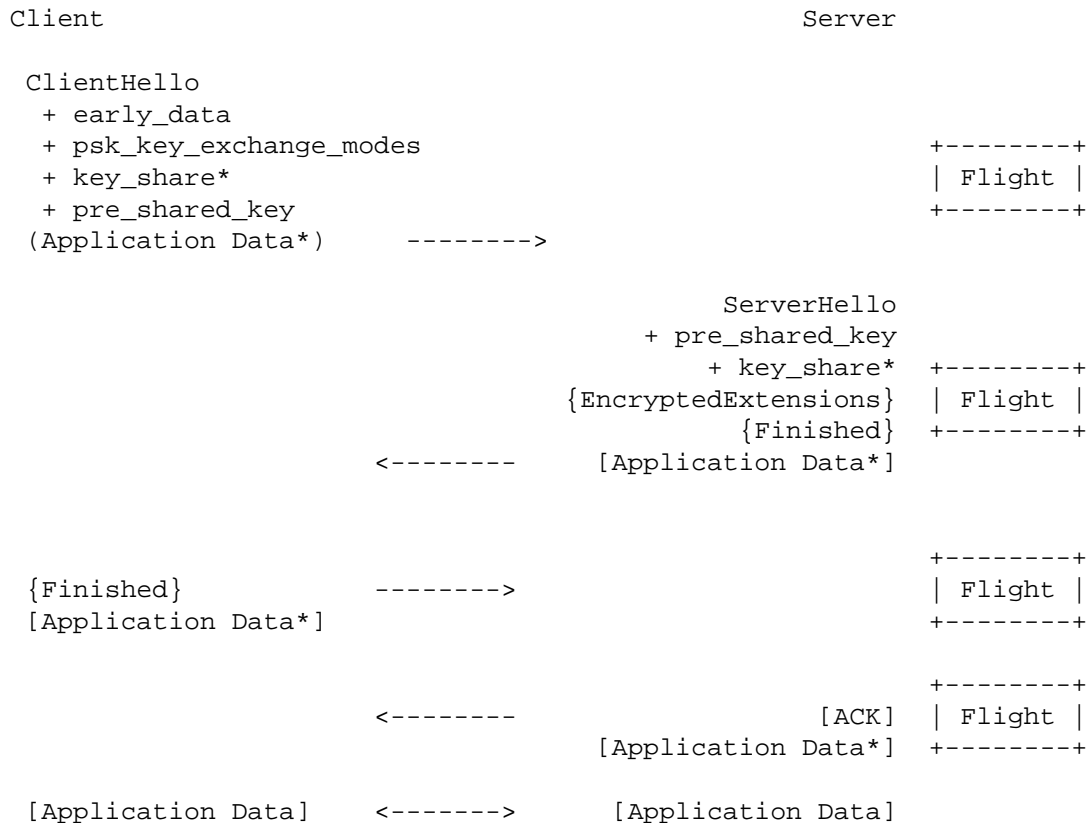 Client                                             Server

 ClientHello
  + early_data
  + psk_key_exchange_modes                                 +--------+
  + key_share*                                             | Flight |
  + pre_shared_key                                         +--------+
 (Application Data*)     -------->

                                             ServerHello
                                        + pre_shared_key
                                            + key_share*  +--------+
                                   {EncryptedExtensions}  | Flight |
                                              {Finished}  +--------+
                       <--------     [Application Data*]

                                                          +--------+
 {Finished}            -------->                          | Flight |
 [Application Data*]                                      +--------+

                                                          +--------+
                       <--------                   [ACK]  | Flight |
                                     [Application Data*]  +--------+

 [Application Data]    <------->      [Application Data]